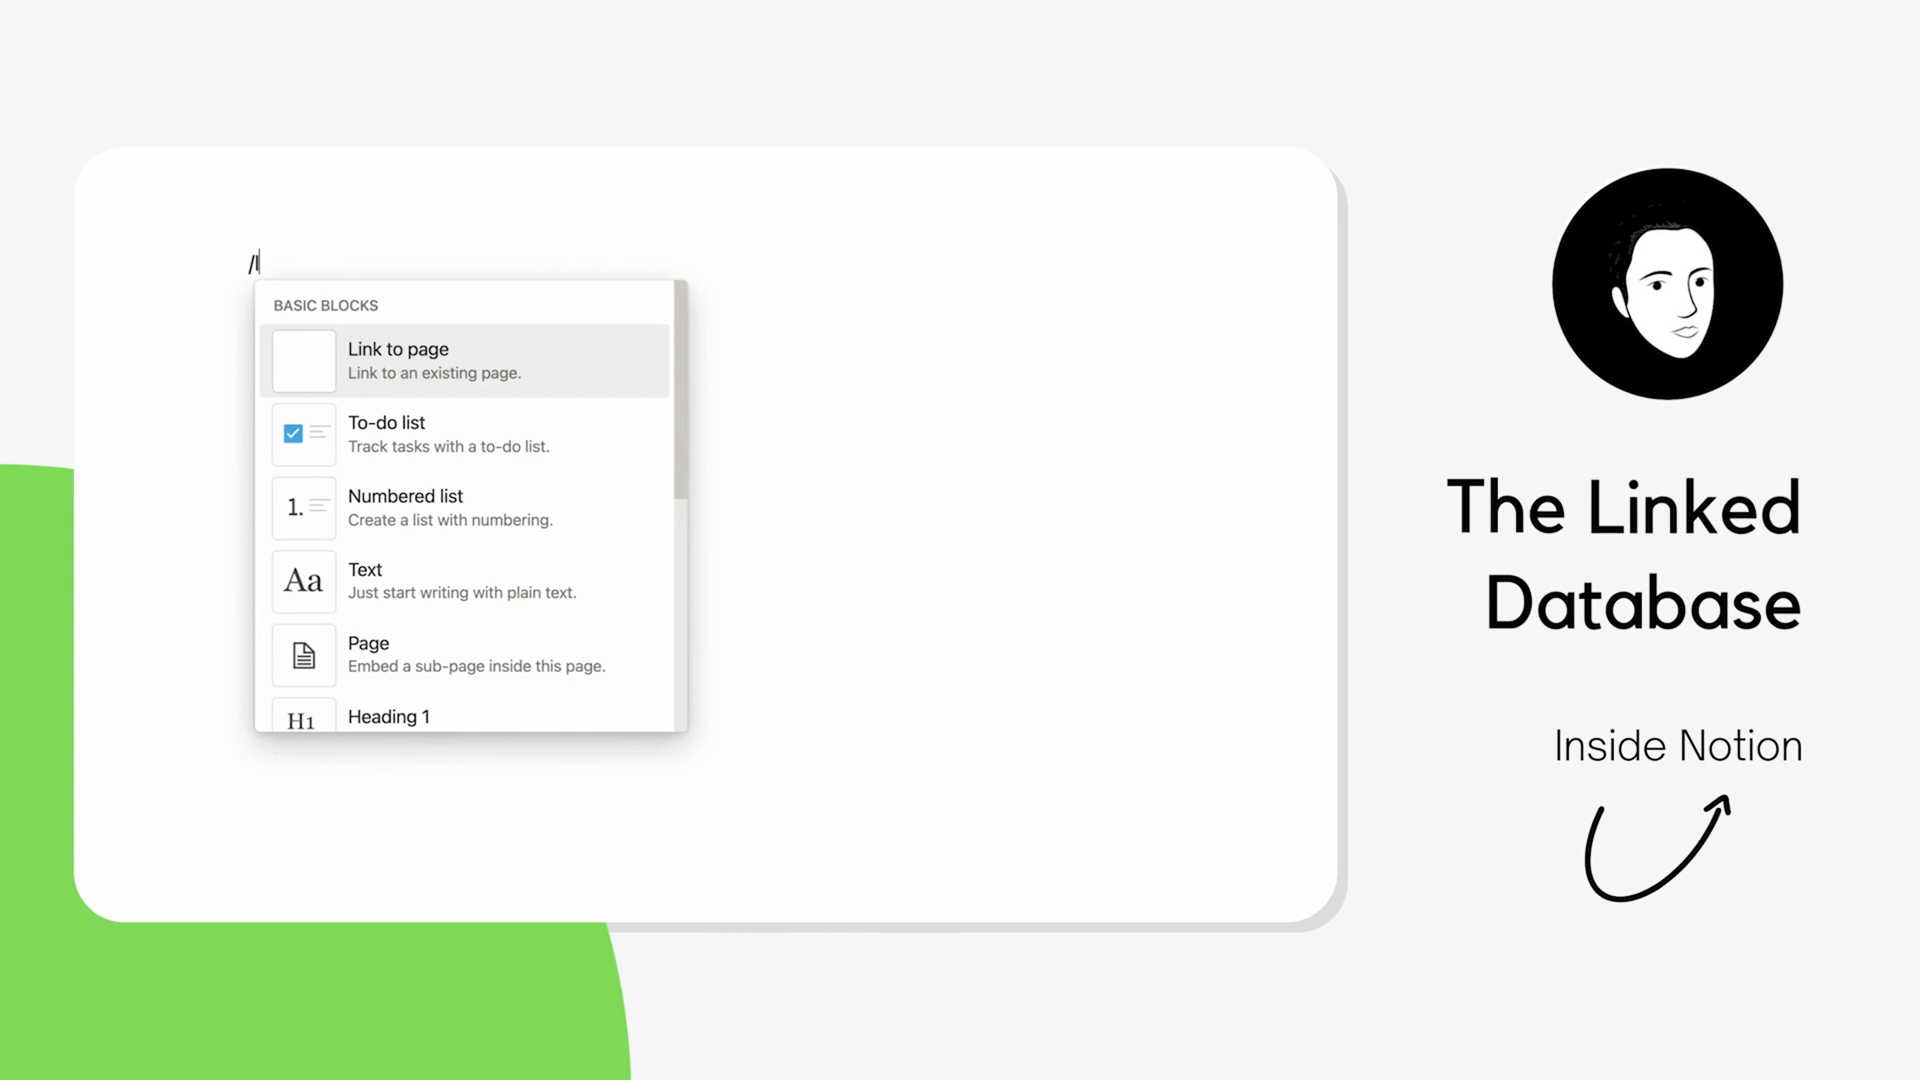 /l
BASIC BLOCKS
Link to page
Link to an existing page.
To-do list
Track tasks with a to-do list.
1.
Numbered list
Create a list with numbering.
Aa
Text
Just start writing with plain text.
Page
Embed a sub-page inside this page.
H1
Heading 1
The Linked
Database
Inside Notion